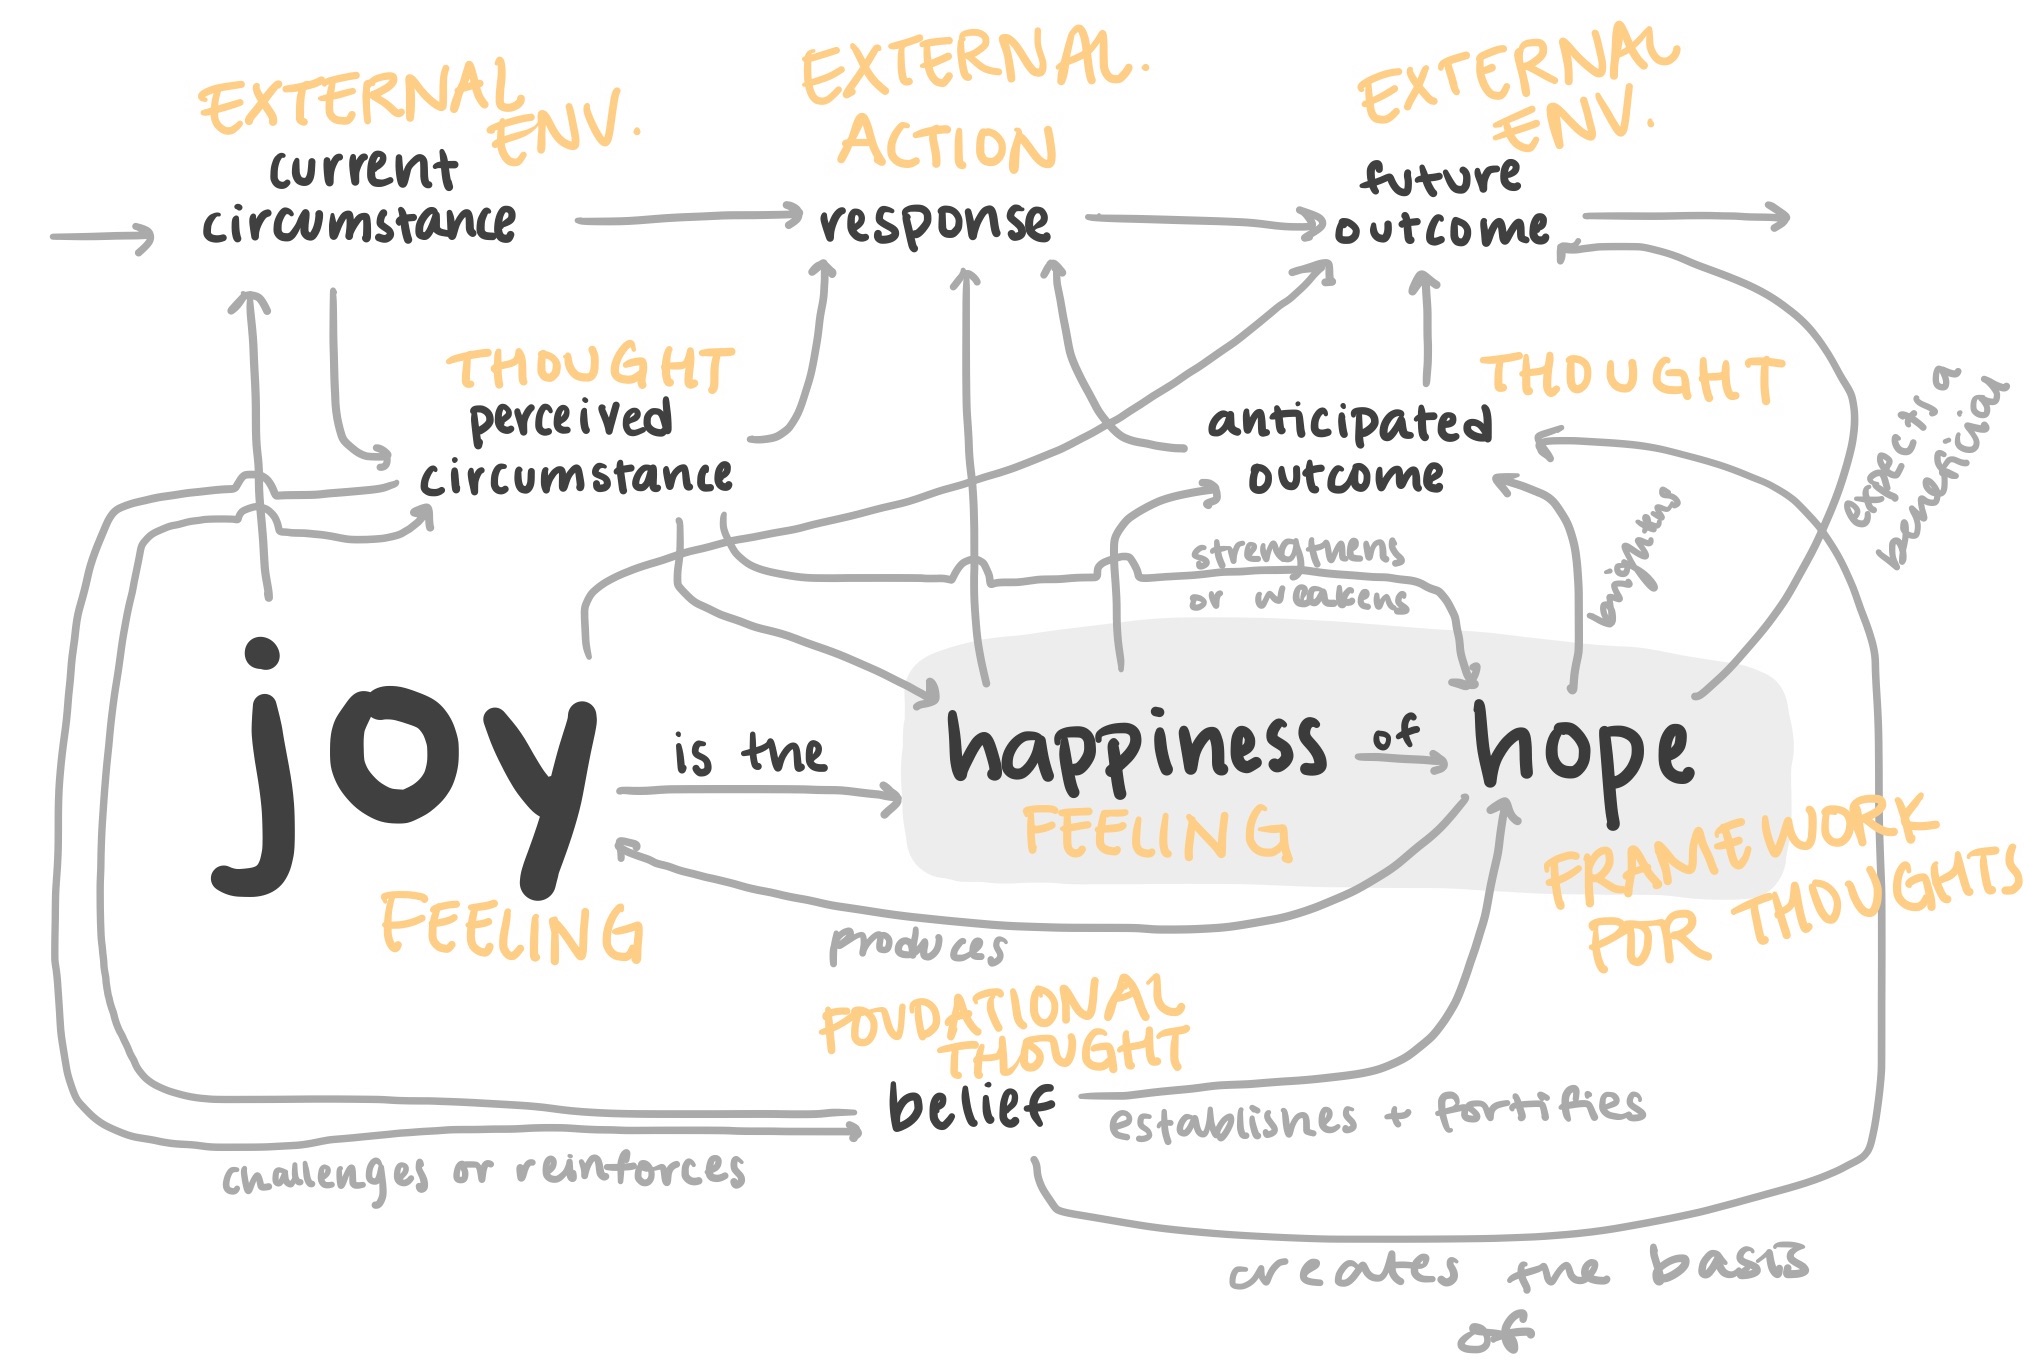 EXTERNAL
ENV.
current
circumstance
EXTERNAL.
ACTION
response
EXTERNAL
ENV.
future
outcome
THOUGHT
perceived
circumstance
THOUGHT
anticipated
outcome
expects a
beneficial
brightens
strengthens
or weakens
joy
FEELING
is the
happiness
FEELING
of
hope
FRAMEWORK
FOR THOUGHTS
produces
FOUDATIONAL
THOUGHT
belief
establishes + fortifies
challenges or reinforces
creates the basis
of